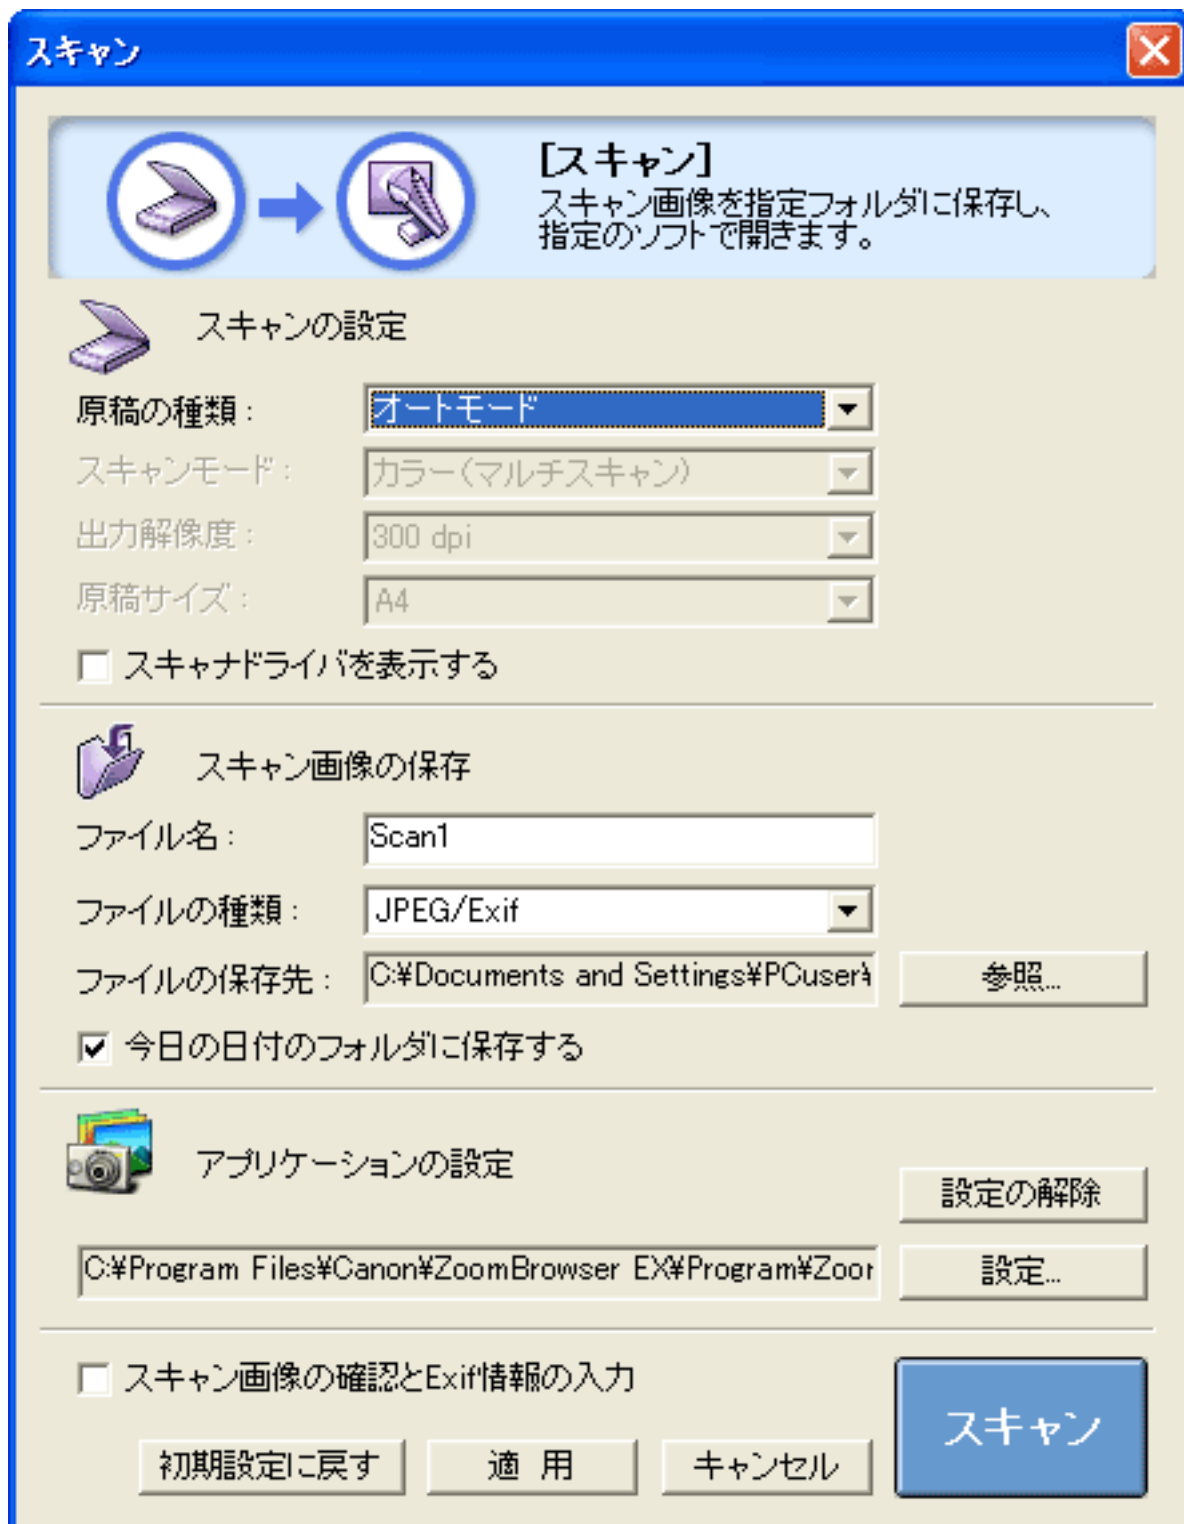 スキャン
[スキャン]
スキャン画像を指定フォルダに保存し、
指定のソフトで開きます。
スキャンの設定
原稿の種類： オートモード
スキャンモード： カラー(マルチスキャン)
出力解像度： 300 dpi
原稿サイズ： A4
スキャナドライバを表示する
スキャン画像の保存
ファイル名： Scan1
ファイルの種類： JPEG/Exif
ファイルの保存先： C:¥Documents and Settings¥PCuser¥ 参照...
今日の日付のフォルダに保存する
アプリケーションの設定
設定の解除
C:¥Program Files¥Canon¥ZoomBrowser EX¥Program¥Zoor 設定...
スキャン画像の確認とExif情報の入力
スキャン
初期設定に戻す 適 用 キャンセル